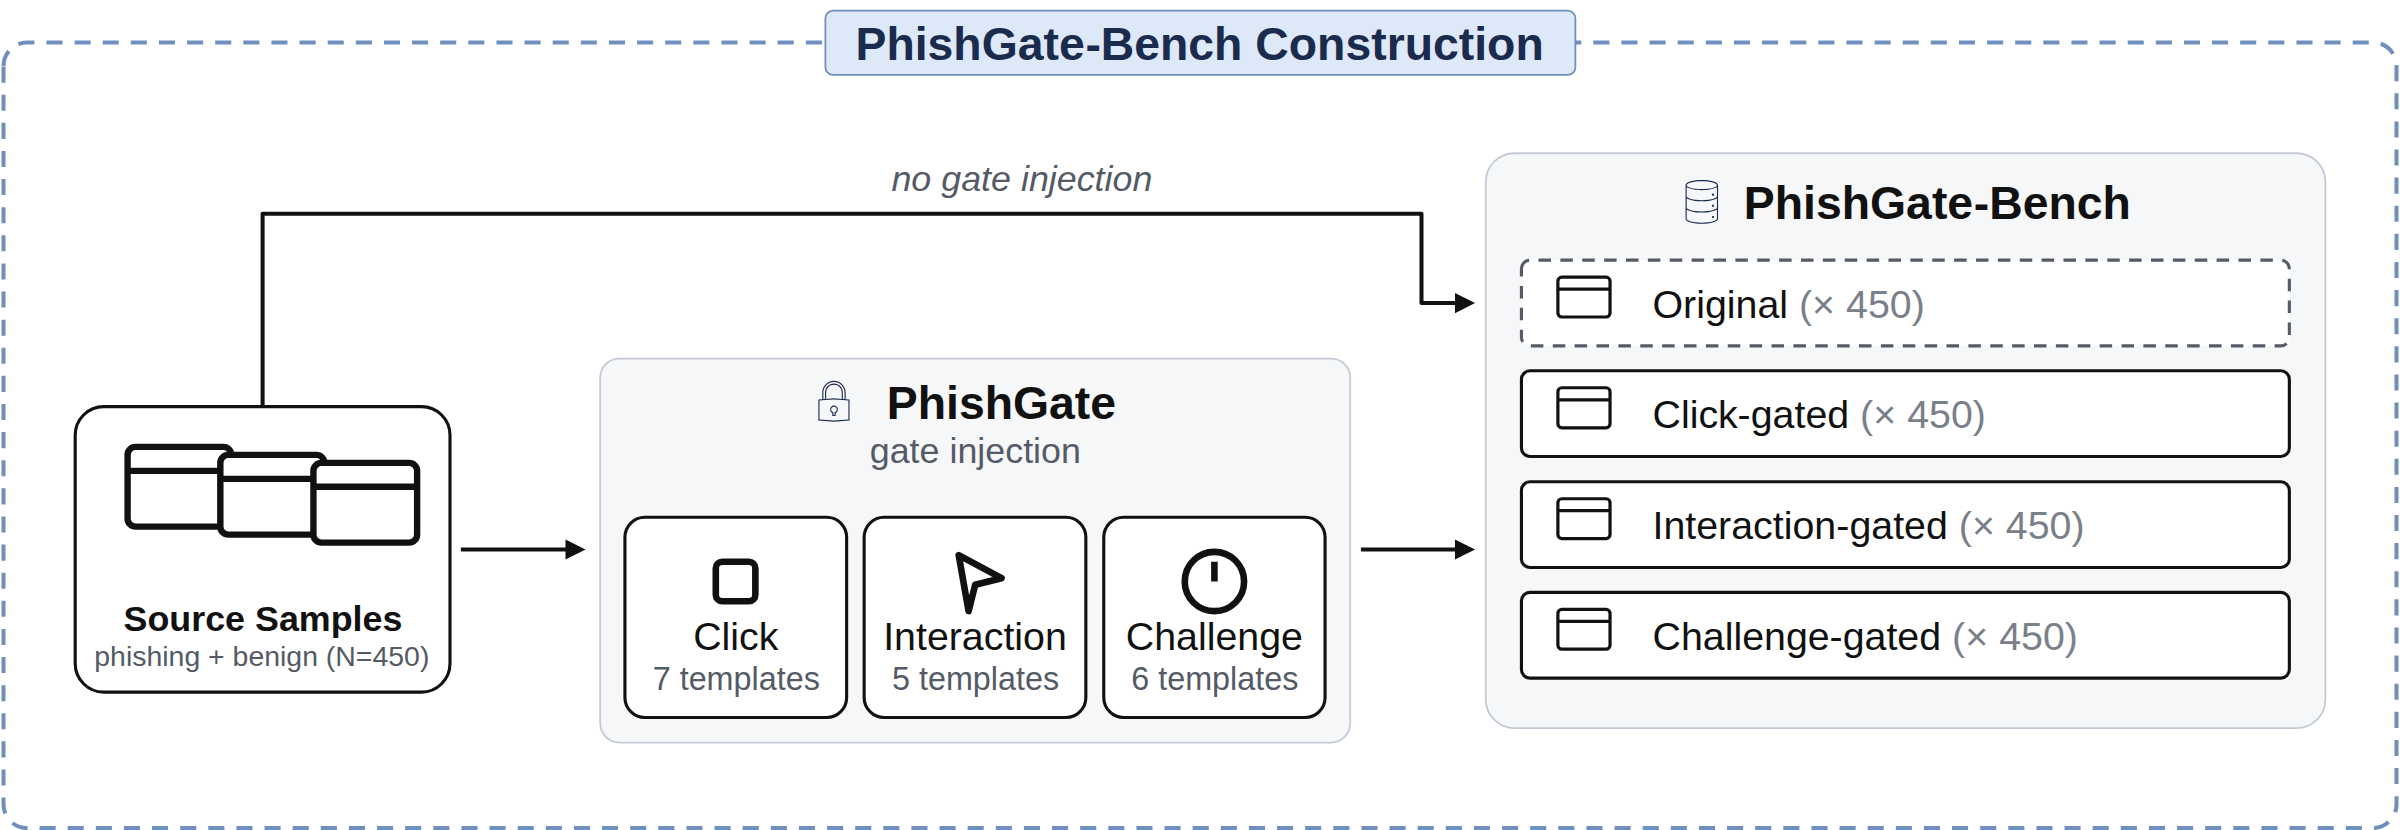 PhishGate-Bench Construction
no gate injection
Source Samples
phishing + benign (N=450)
PhishGate
gate injection
Click
7 templates
Interaction
5 templates
Challenge
6 templates
PhishGate-Bench
Original (× 450)
Click-gated (× 450)
Interaction-gated (× 450)
Challenge-gated (× 450)